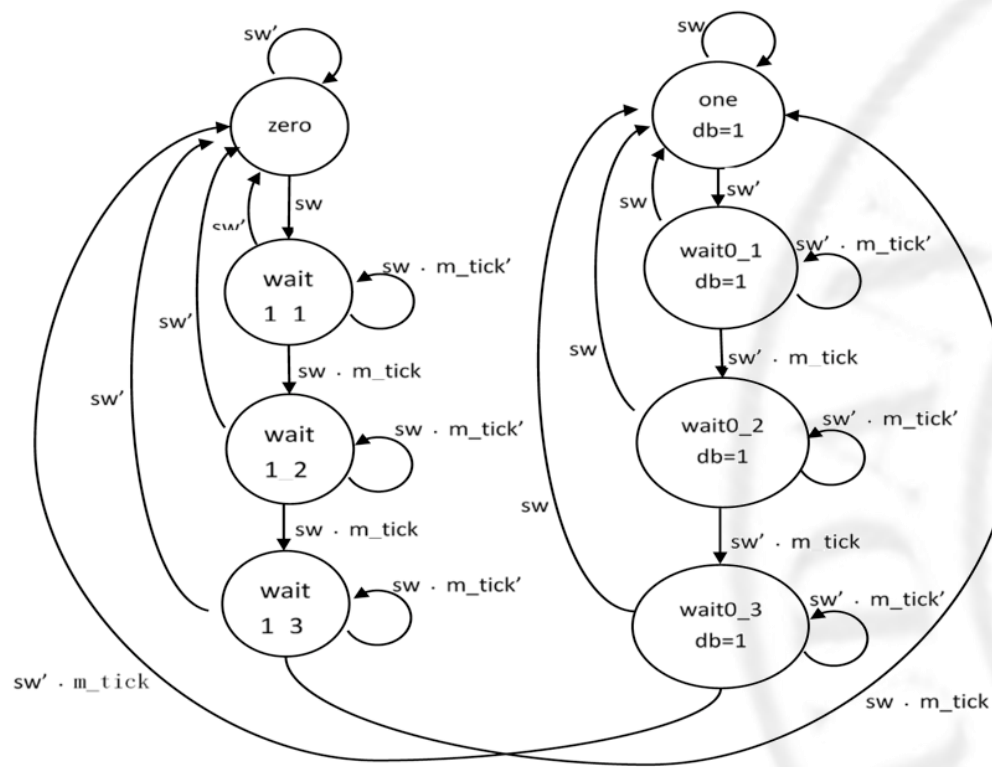 sw’
zero
sw
sw’
wait
1 1
sw · m_tick’
sw’
sw · m_tick
wait
1_2
sw · m_tick’
sw’
sw · m_tick
wait
1 3
sw · m_tick’
sw’ · m_tick
sw
one
db=1
sw’
sw
wait0_1
db=1
sw’ · m_tick’
sw
sw’ · m_tick
wait0_2
db=1
sw’ · m_tick’
sw
sw’ · m tick
wait0_3
db=1
sw’ · m_tick’
sw · m_tick